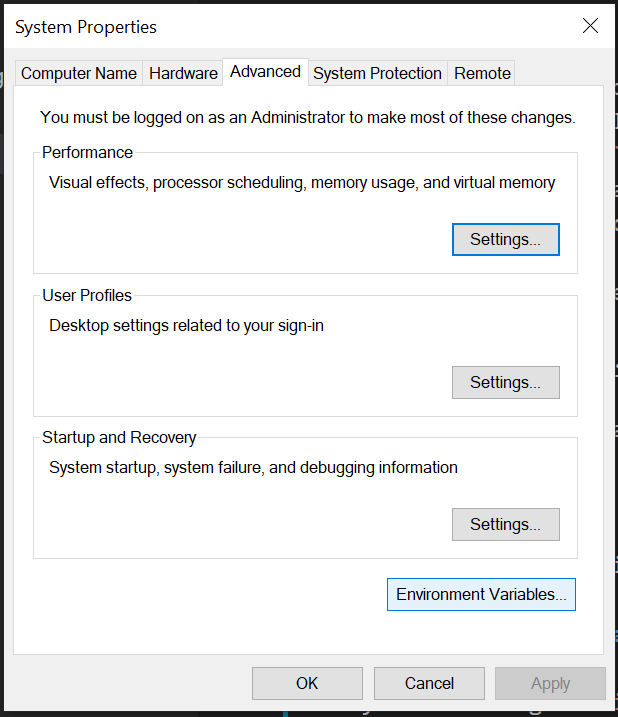 System Properties
Computer Name Hardware Advanced System Protection Remote
You must be logged on as an Administrator to make most of these changes.
Performance
Visual effects, processor scheduling, memory usage, and virtual memory
Settings...
User Profiles
Desktop settings related to your sign-in
Settings...
Startup and Recovery
System startup, system failure, and debugging information
Settings...
Environment Variables...
OK Cancel Apply